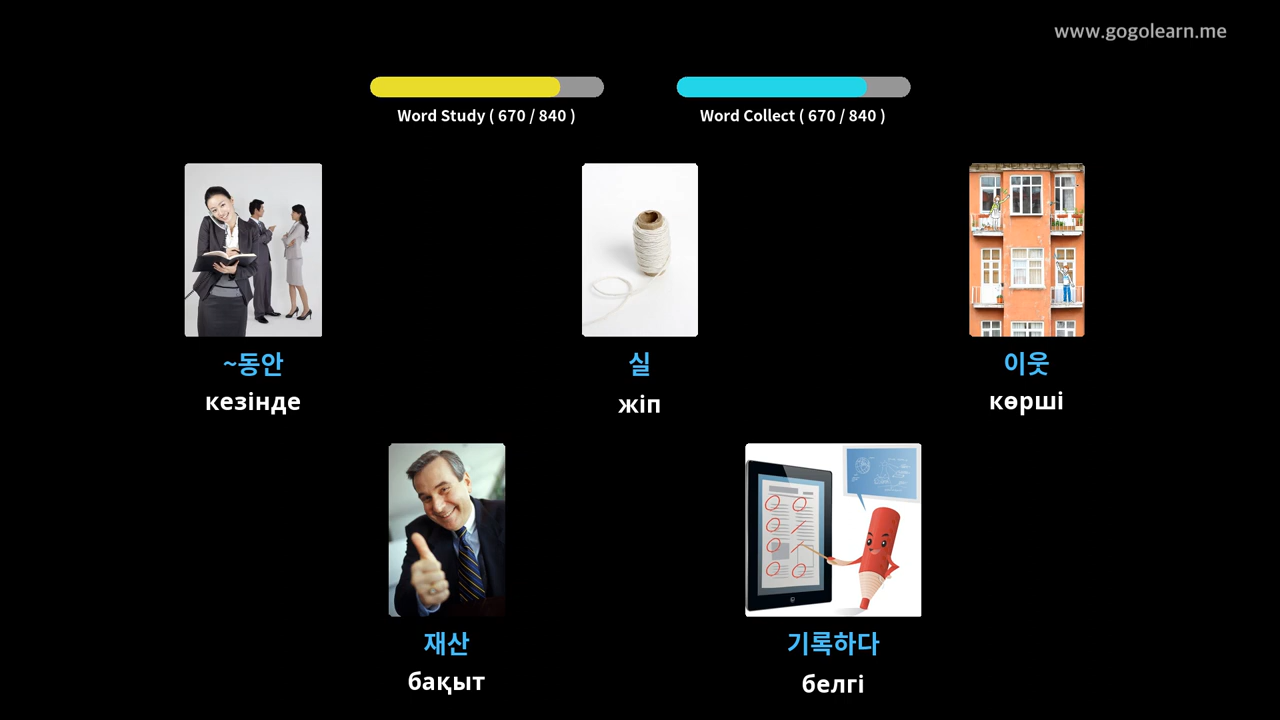 www.gogolearn.me
Word Study ( 670 / 840 )
Word Collect ( 670 / 840 )
~동안
кезінде
실
жіп
이웃
көрші
재산
бақыт
기록하다
белгі